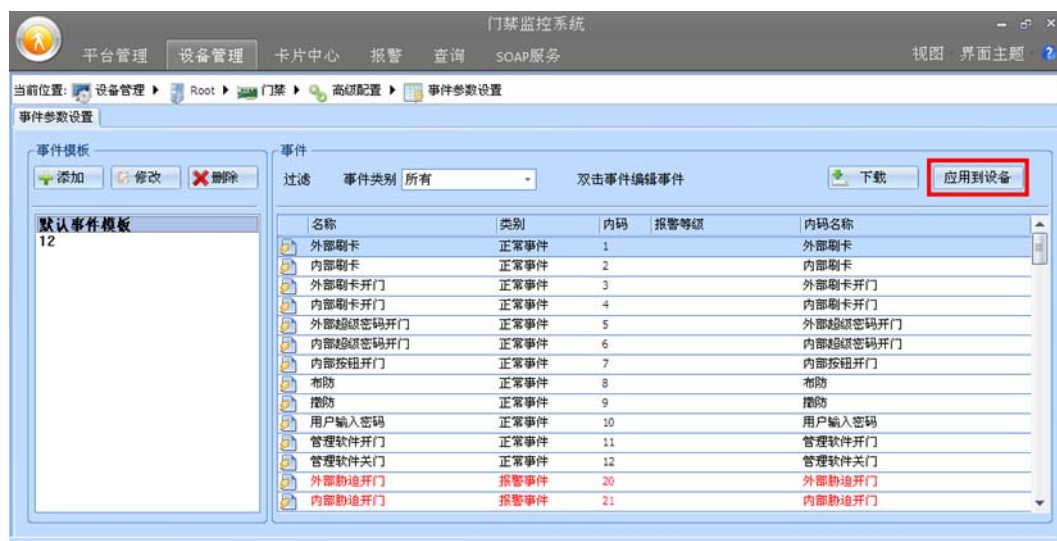 门禁监控系统
平台管理 设备管理 卡片中心 报警 查询 SOAP服务 视图 界面主题
当前位置: 设备管理 Root 门禁 高级配置 事件参数设置
事件参数设置
事件模板
添加 修改 删除
默认事件模板
12
事件
过滤 事件类别 所有 双击事件编辑事件 下载 应用到设备
名称 类别 内码 报警等级 内码名称
外部刷卡 正常事件 1 外部刷卡
内部刷卡 正常事件 2 内部刷卡
外部刷卡开门 正常事件 3 外部刷卡开门
内部刷卡开门 正常事件 4 内部刷卡开门
外部超级密码开门 正常事件 5 外部超级密码开门
内部超级密码开门 正常事件 6 内部超级密码开门
内部按钮开门 正常事件 7 内部按钮开门
布防 正常事件 8 布防
撤防 正常事件 9 撤防
用户输入密码 正常事件 10 用户输入密码
管理软件开门 正常事件 11 管理软件开门
管理软件关门 正常事件 12 管理软件关门
外部胁迫开门 报警事件 20 外部胁迫开门
内部胁迫开门 报警事件 21 内部胁迫开门